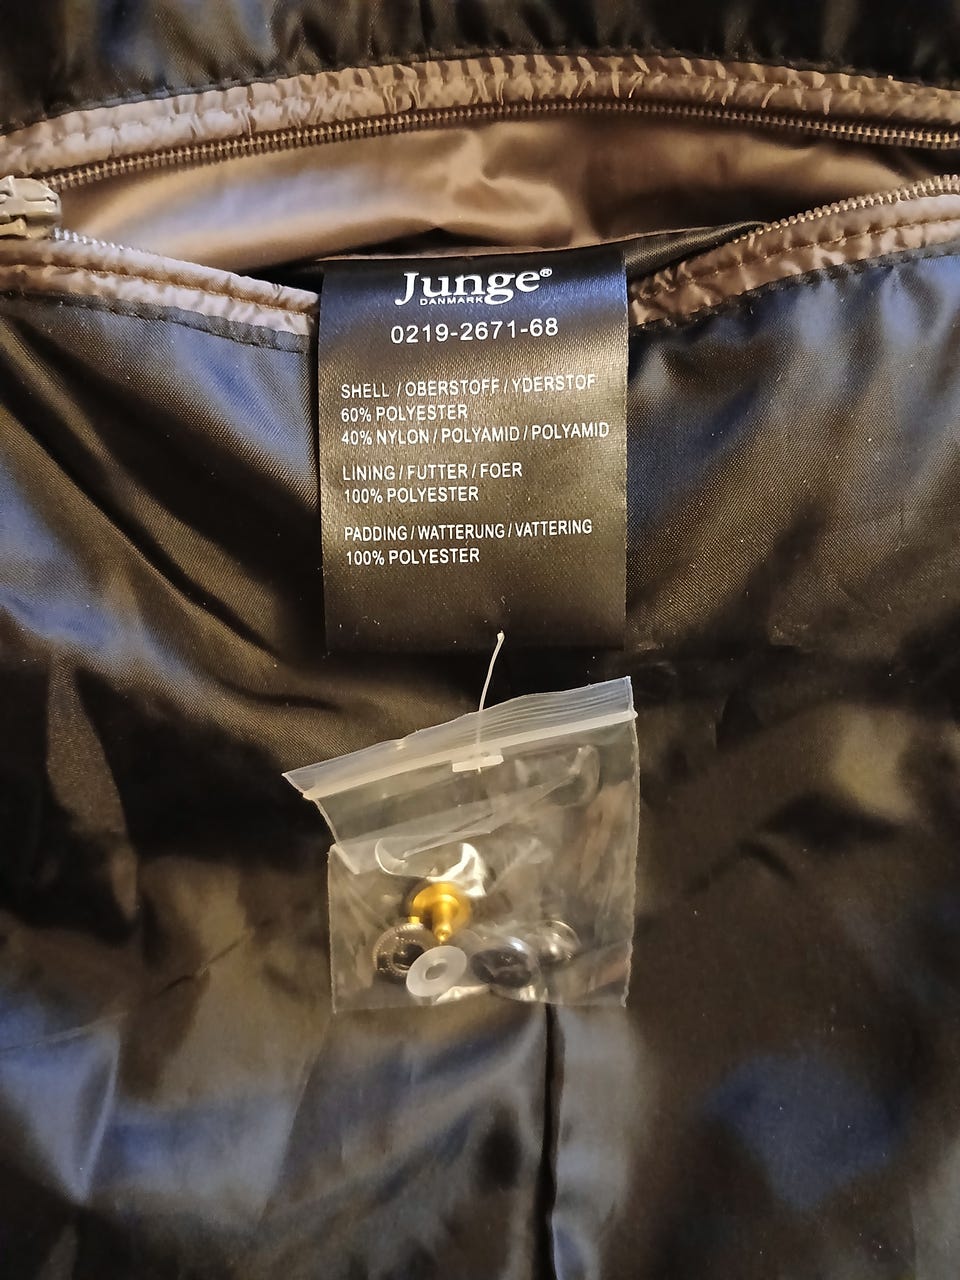 Junge®
DANMARK
0219-2671-68
SHELL / OBERSTOFF / YDERSTOF
60% POLYESTER
40% NYLON / POLYAMID / POLYAMID
LINING / FUTTER / FOER
100% POLYESTER
PADDING / WATTERUNG / VATTERING
100% POLYESTER